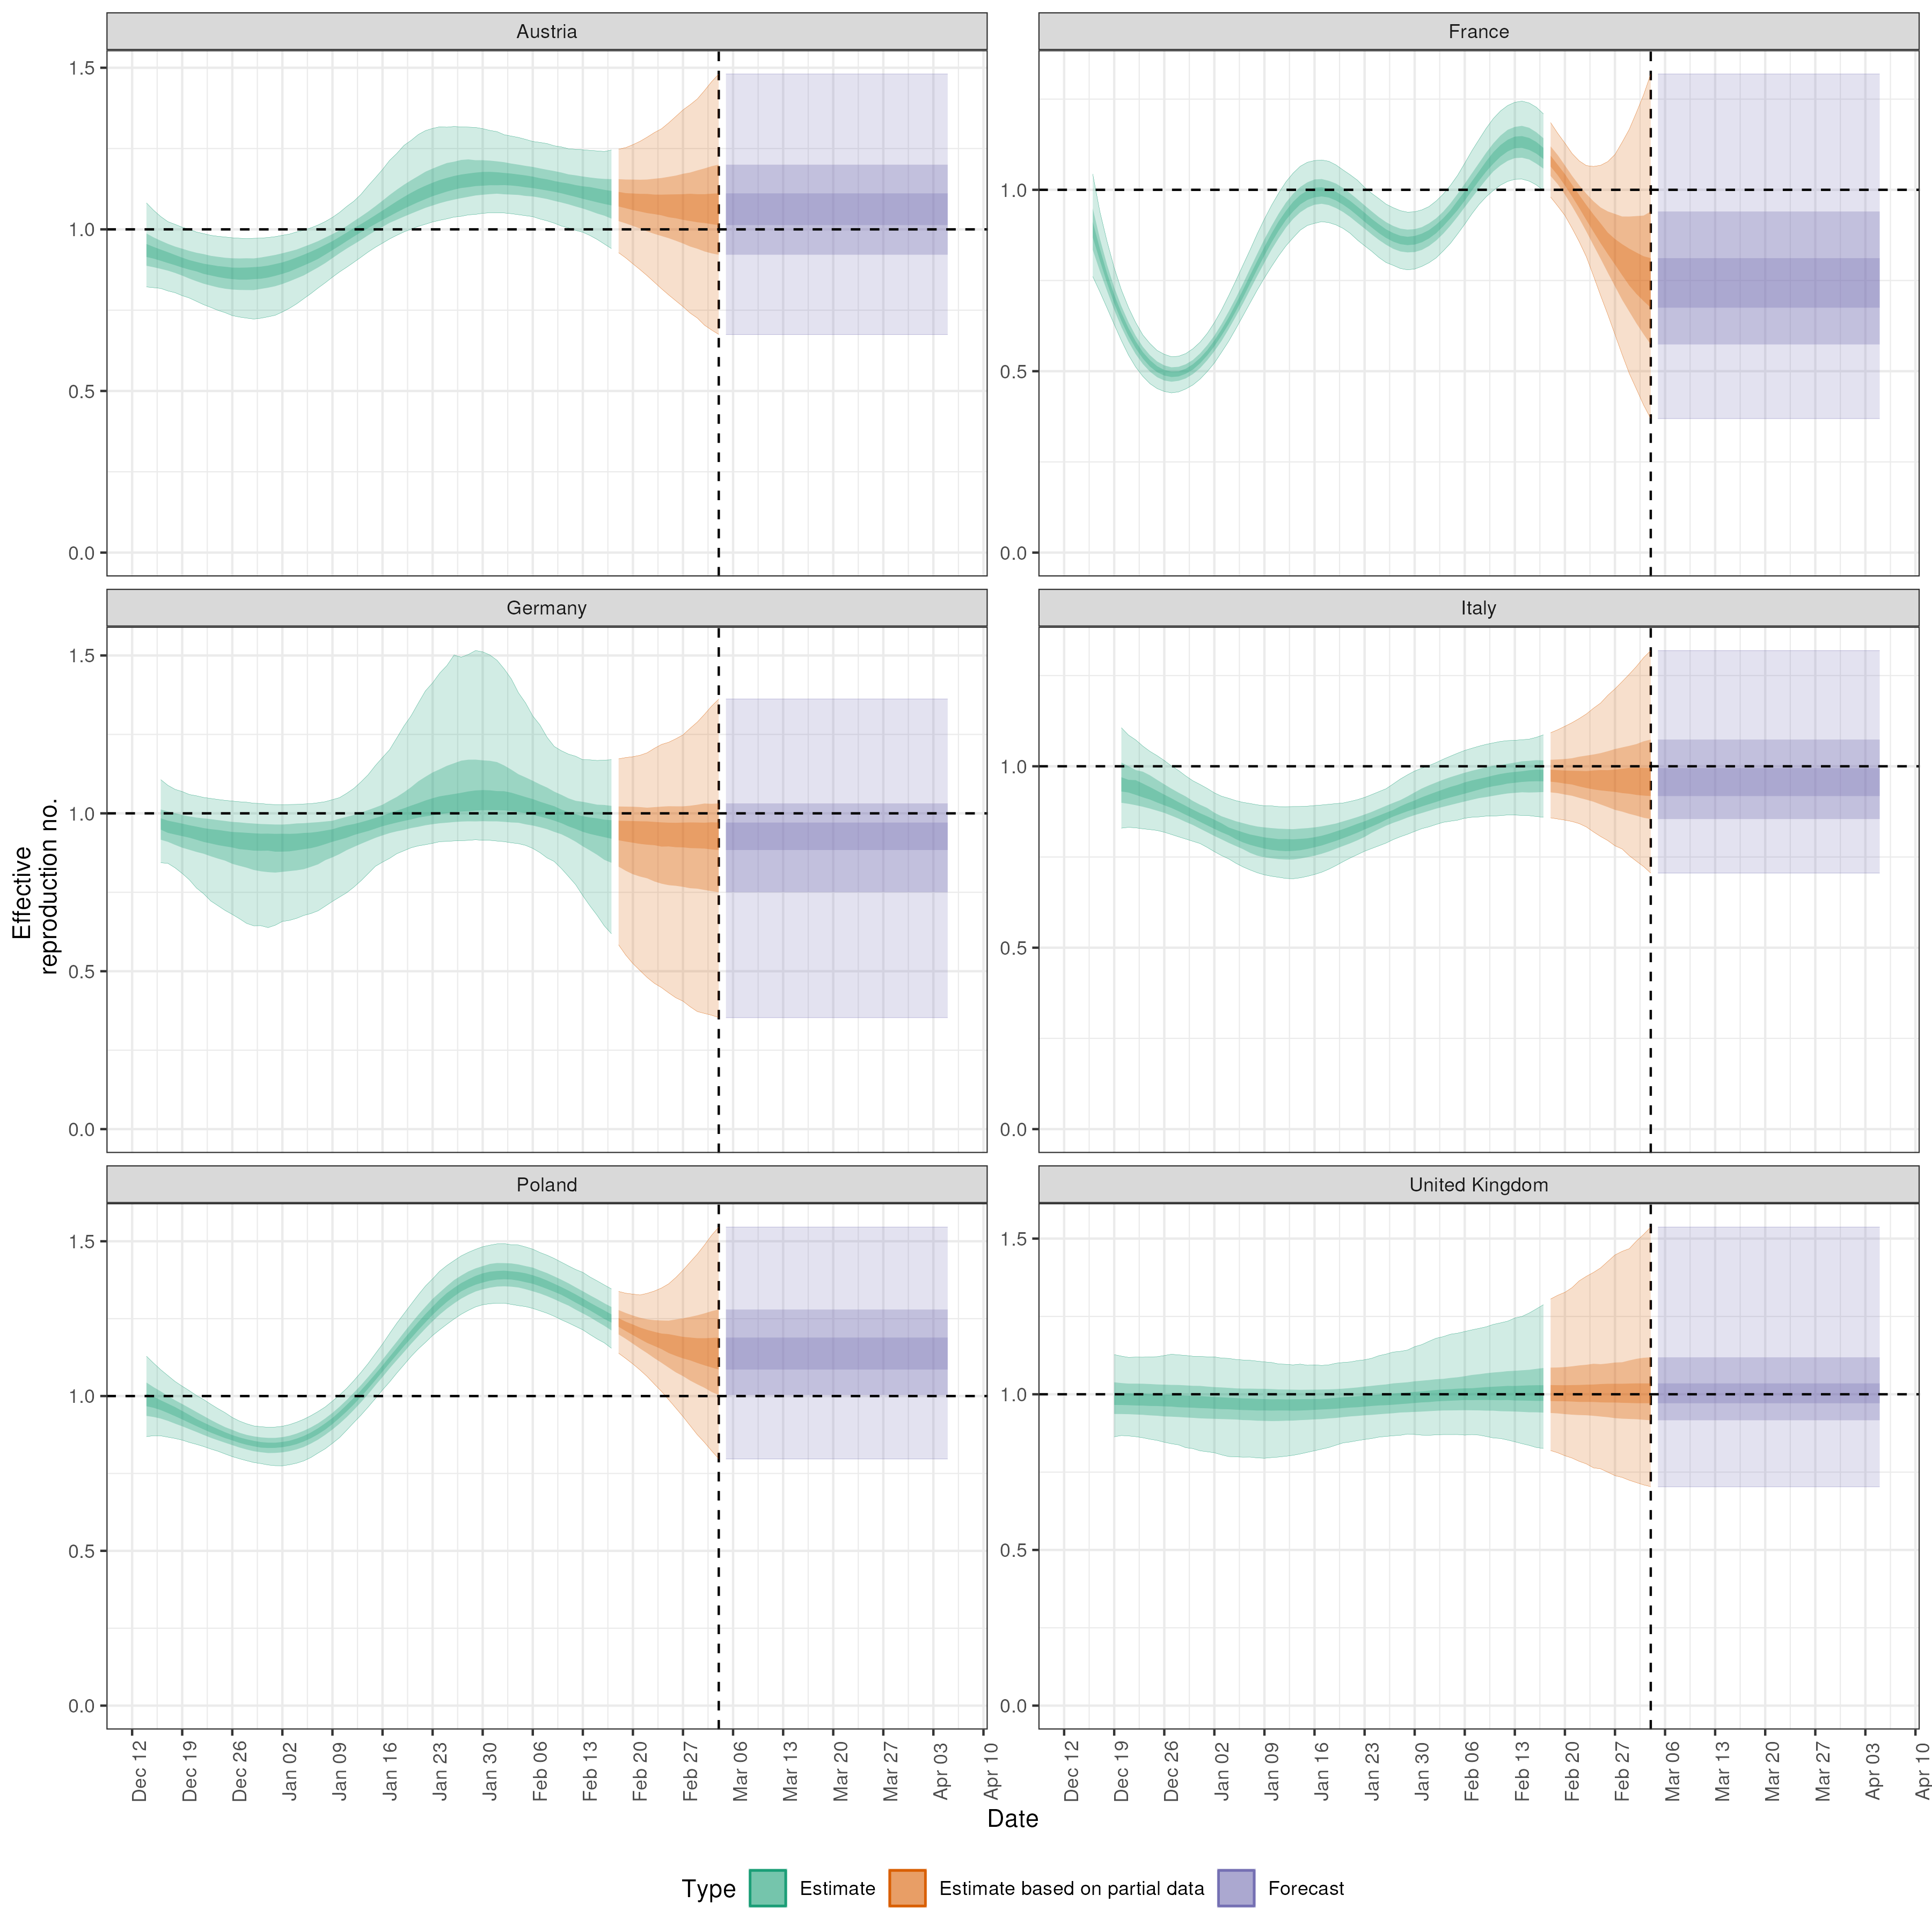 Austria
France
1.5
1.0
0.5
0.0
1.0
0.5
0.0
Germany
Italy
1.5
1.0
0.5
0.0
1.0
0.5
0.0
Effective
reproduction no.
Poland
United Kingdom
1.5
1.0
0.5
0.0
1.5
1.0
0.5
0.0
Dec 12
Dec 19
Dec 26
Jan 02
Jan 09
Jan 16
Jan 23
Jan 30
Feb 06
Feb 13
Feb 20
Feb 27
Mar 06
Mar 13
Mar 20
Mar 27
Apr 03
Apr 10
Dec 12
Dec 19
Dec 26
Jan 02
Jan 09
Jan 16
Jan 23
Jan 30
Feb 06
Feb 13
Feb 20
Feb 27
Mar 06
Mar 13
Mar 20
Mar 27
Apr 03
Apr 10
Date
Type Estimate Estimate based on partial data Forecast